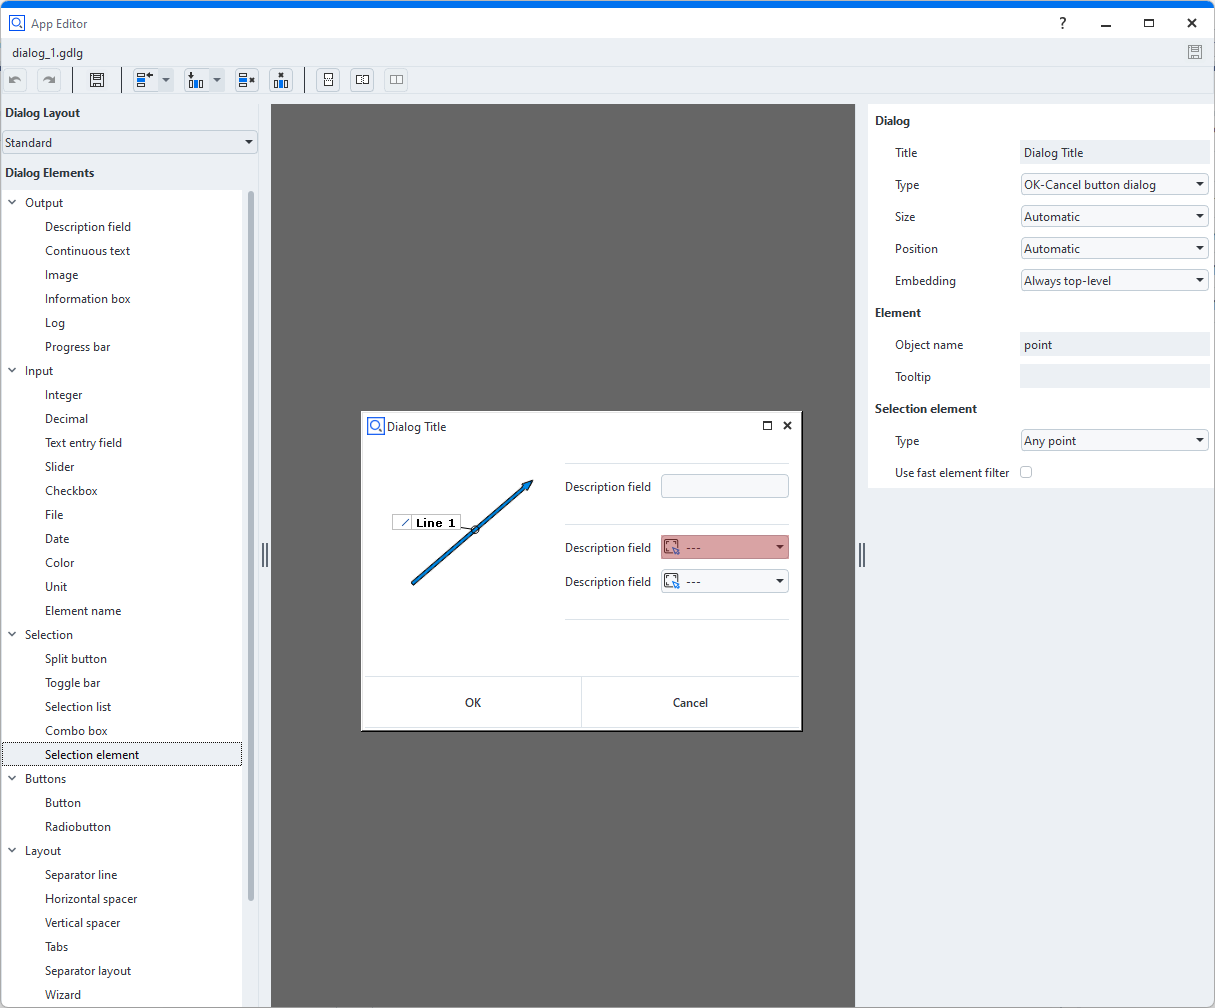 App Editor
?
dialog_1.gdlg
Dialog Layout
Standard
Dialog Elements
Output
Description field
Continuous text
Image
Information box
Log
Progress bar
Input
Integer
Decimal
Text entry field
Slider
Checkbox
File
Date
Color
Unit
Element name
Selection
Split button
Toggle bar
Selection list
Combo box
Selection element
Buttons
Button
Radiobutton
Layout
Separator line
Horizontal spacer
Vertical spacer
Tabs
Separator layout
Wizard
Dialog Title
Line 1
Description field
Description field ---
Description field ---
OK Cancel
Dialog
Title Dialog Title
Type OK-Cancel button dialog
Size Automatic
Position Automatic
Embedding Always top-level
Element
Object name point
Tooltip
Selection element
Type Any point
Use fast element filter